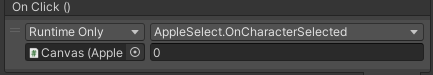 On Click ()
Runtime Only AppleSelect.OnCharacterSelected
Canvas (Apple 0